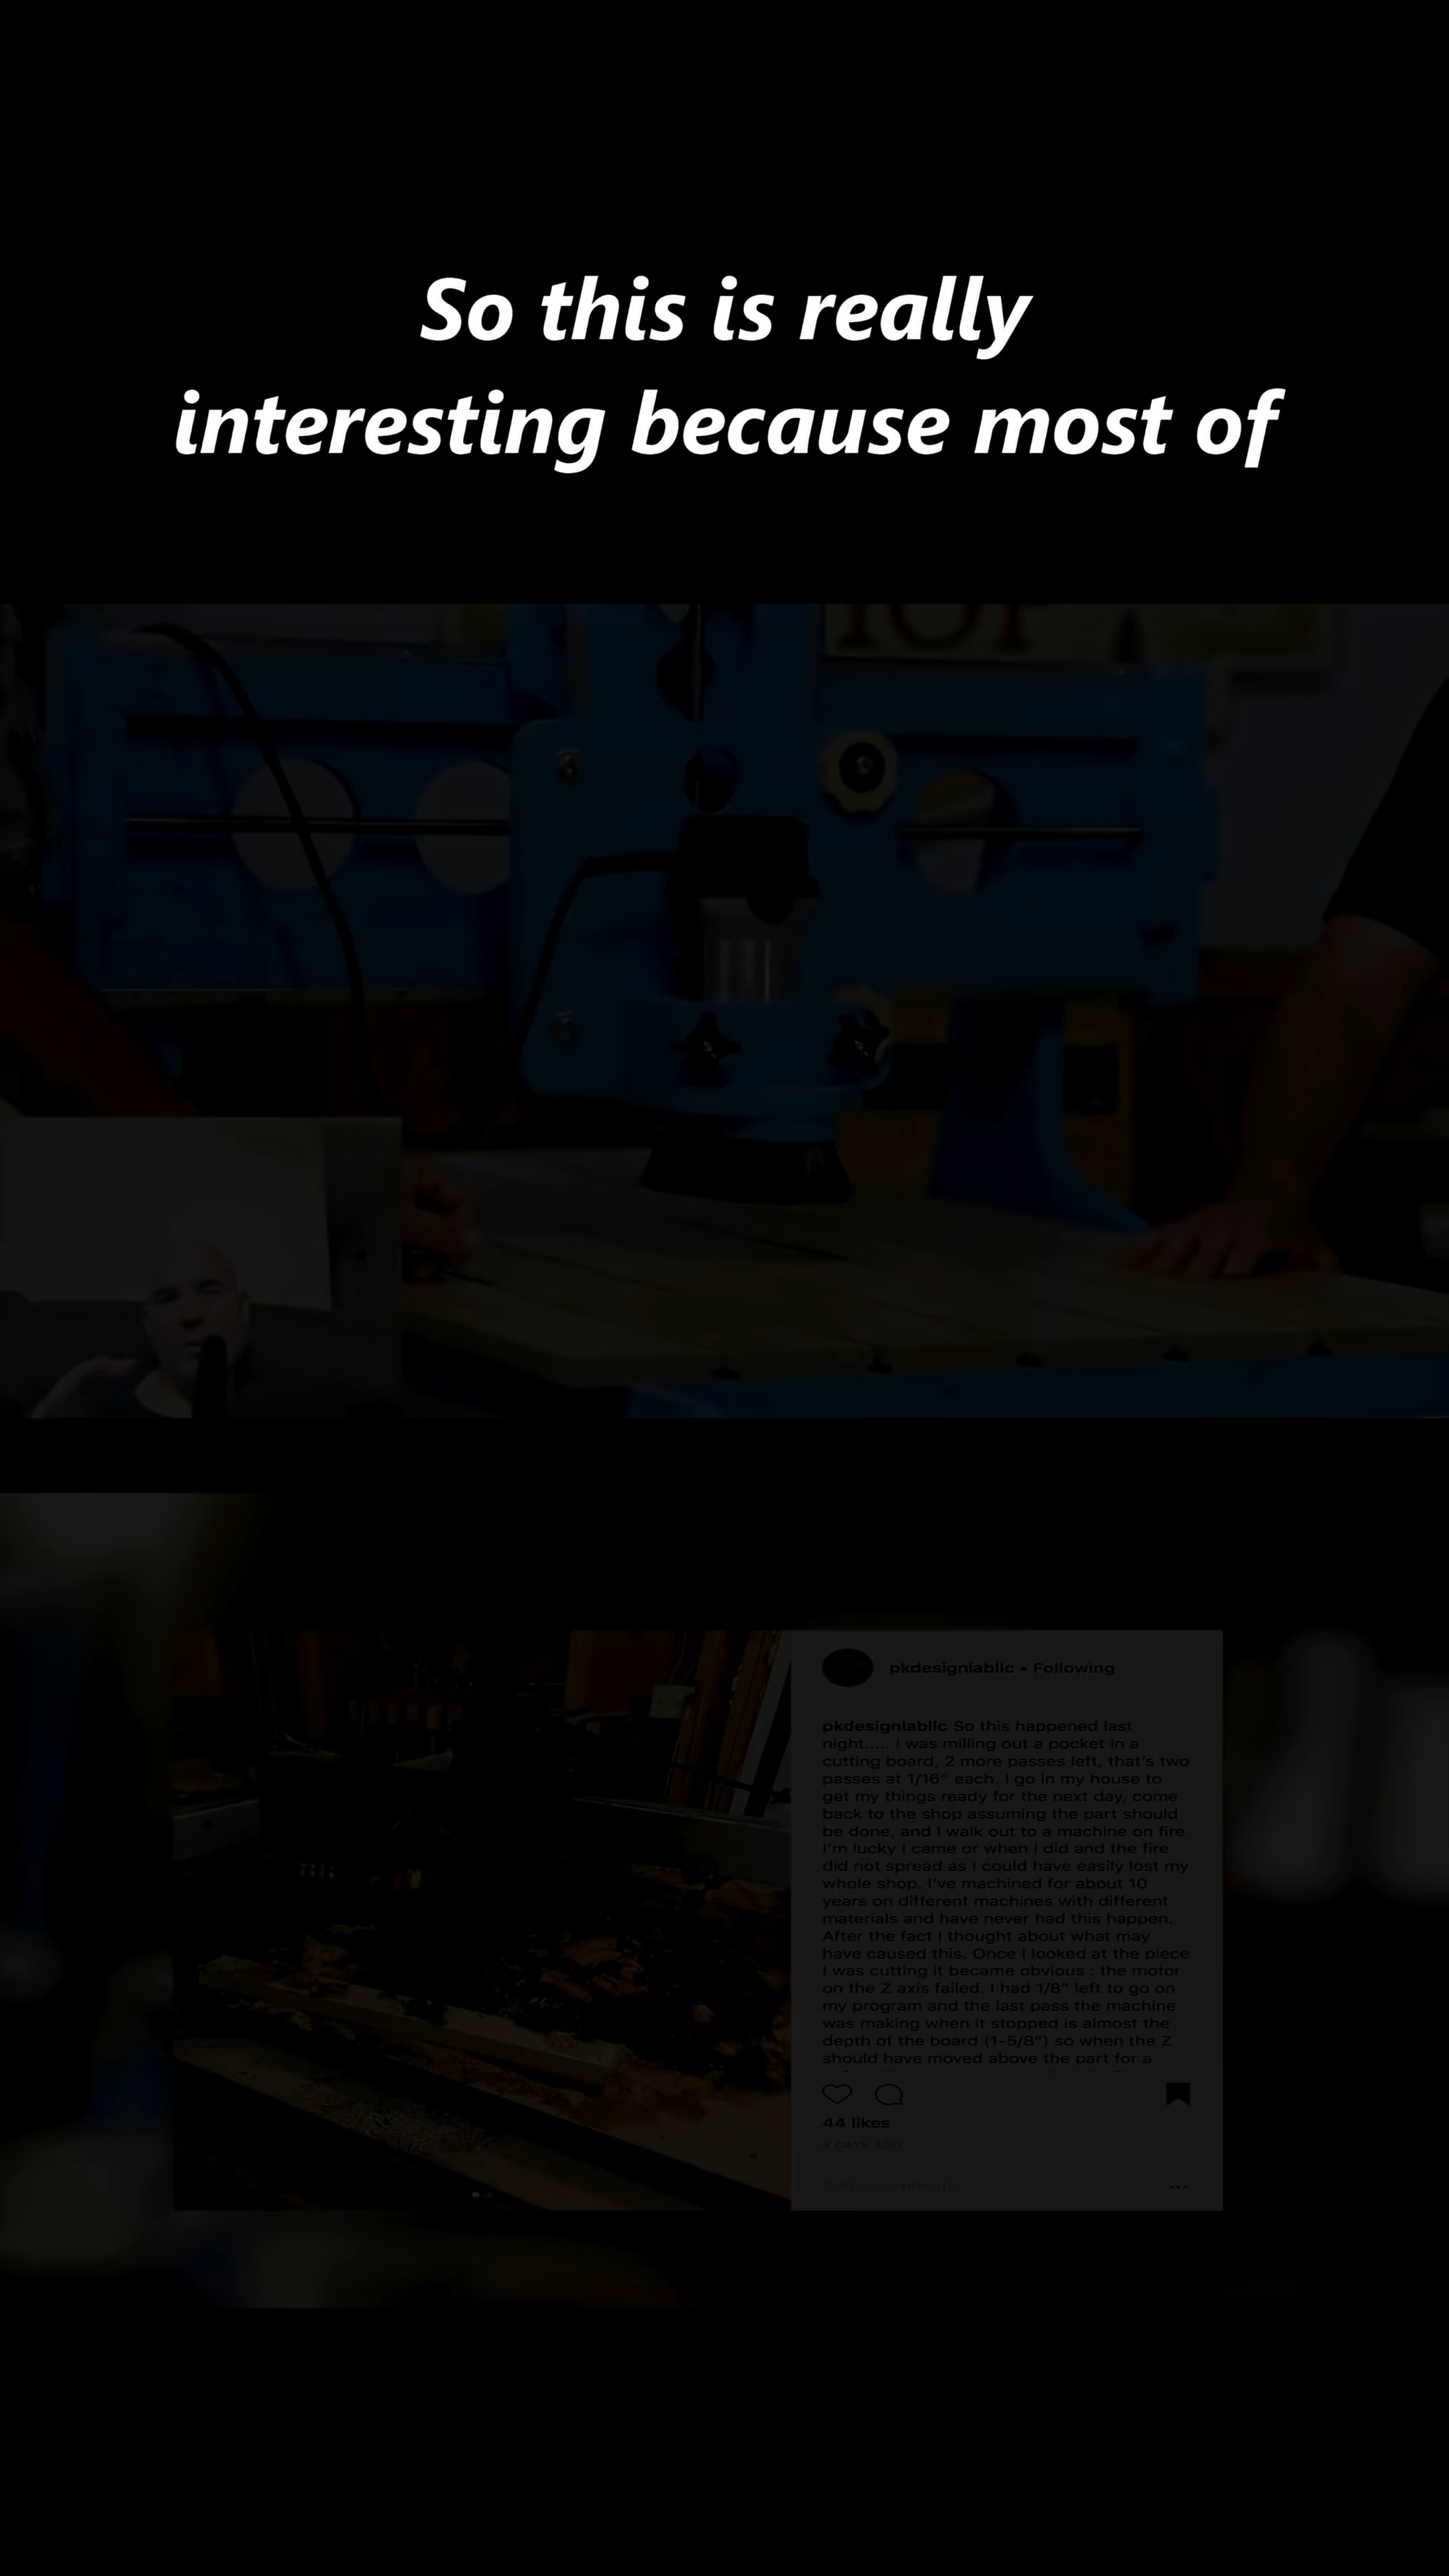 So this is really
interesting because most of
pkdesignlabllc • Following
pkdesignlabllc So this happened last
night..... I was milling out a pocket in a
cutting board, 2 more passes left, that's two
passes at 1/16" each. I go in my house to
get my things ready for the next day, come
back to the shop assuming the part should
be done, and I walk out to a machine on fire.
I'm lucky I came or when I did and the fire
did not spread as I could have easily lost my
whole shop. I've machined for about 10
years on different machines with different
materials and have never had this happen.
After the fact I thought about what may
have caused this. Once I looked at the piece
I was cutting it became obvious : the motor
on the Z axis failed. I had 1/8" left to go on
my program and the last pass the machine
was making when it stopped is almost the
depth of the board (1-5/8") so when the Z
should have moved above the part for a
44 likes
DAYS AGO